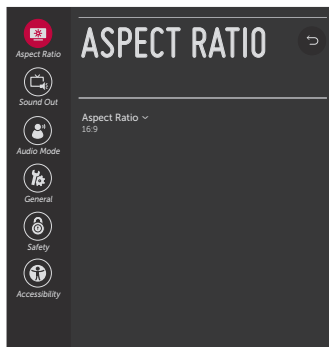 ASPECT RATIO
Aspect Ratio
Sound Out
Audio Mode
General
Safety
Accessibility
Aspect Ratio
16:9